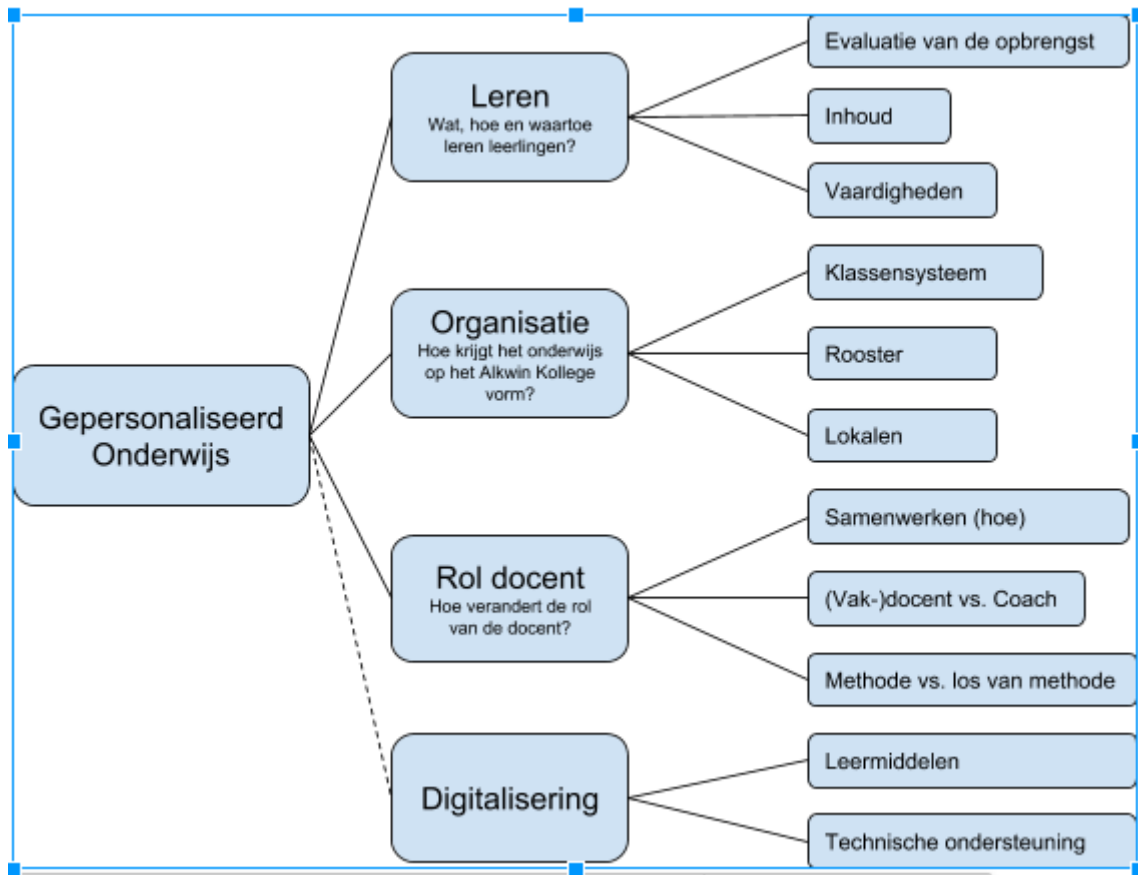 Gepersonaliseerd
Onderwijs
Leren
Wat, hoe en waartoe
leren leerlingen?
Evaluatie van de opbrengst
Inhoud
Vaardigheden
Organisatie
Hoe krijgt het onderwijs
op het Alkwin Kollege
vorm?
Klassensysteem
Rooster
Lokalen
Rol docent
Hoe verandert de rol
van de docent?
Samenwerken (hoe)
(Vak-)docent vs. Coach
Methode vs. los van methode
Digitalisering
Leermiddelen
Technische ondersteuning